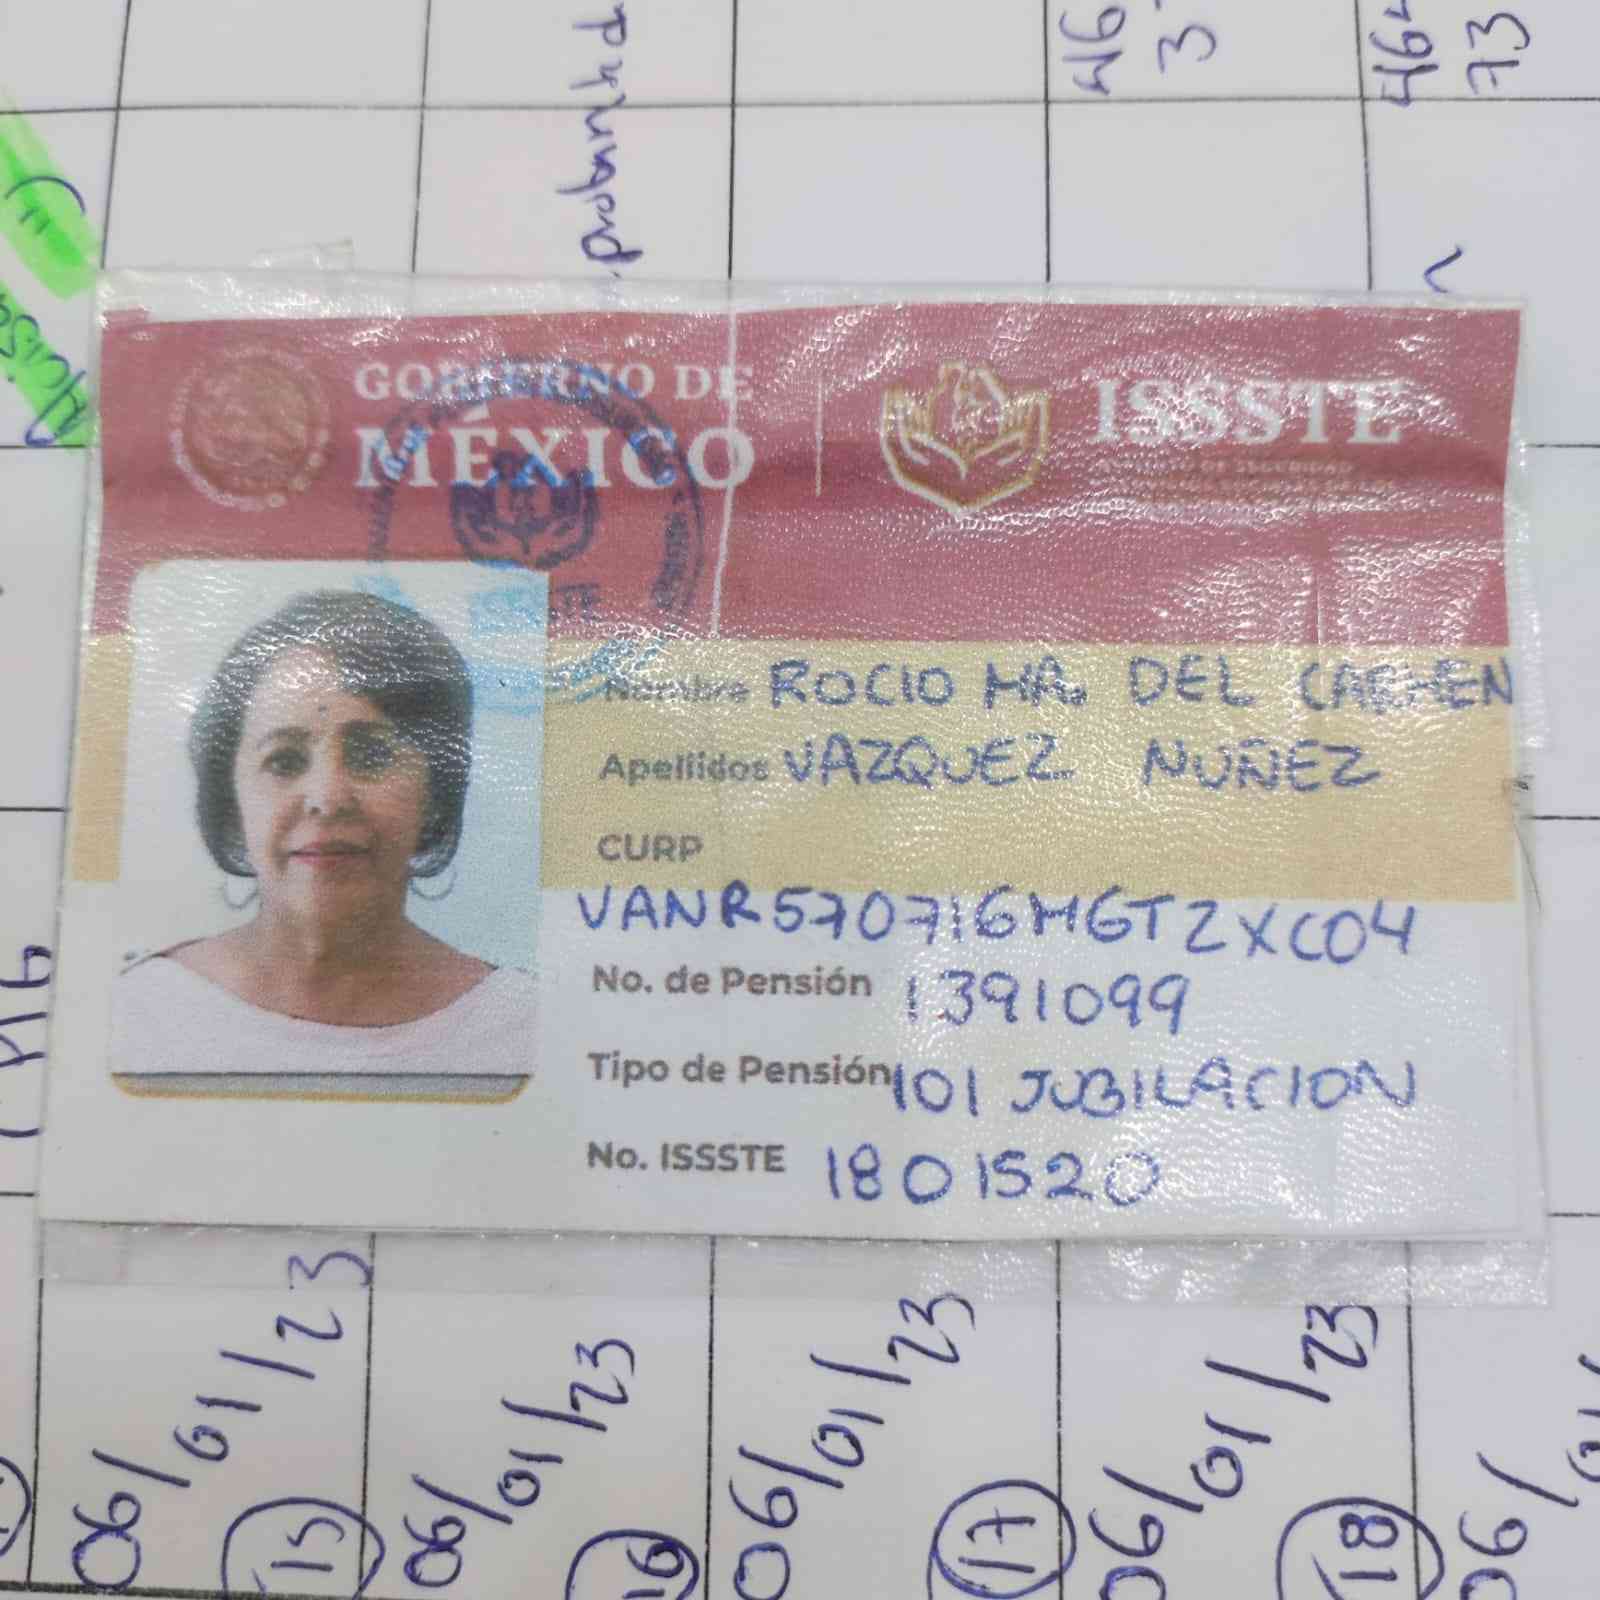 GOBIERNO DE
MÉXICO
ISSSTE
Nombre ROCIO MA. DEL CARMEN
Apellidos VAZQUEZ NUÑEZ
CURP
VANR570716MGTZXC04
No. de Pensión 1391099
Tipo de Pensión 101 JUBILACION
No. ISSSTE 1801520
06/01/23
15
06/01/23
16
06/01/23
17
06/01/23
18